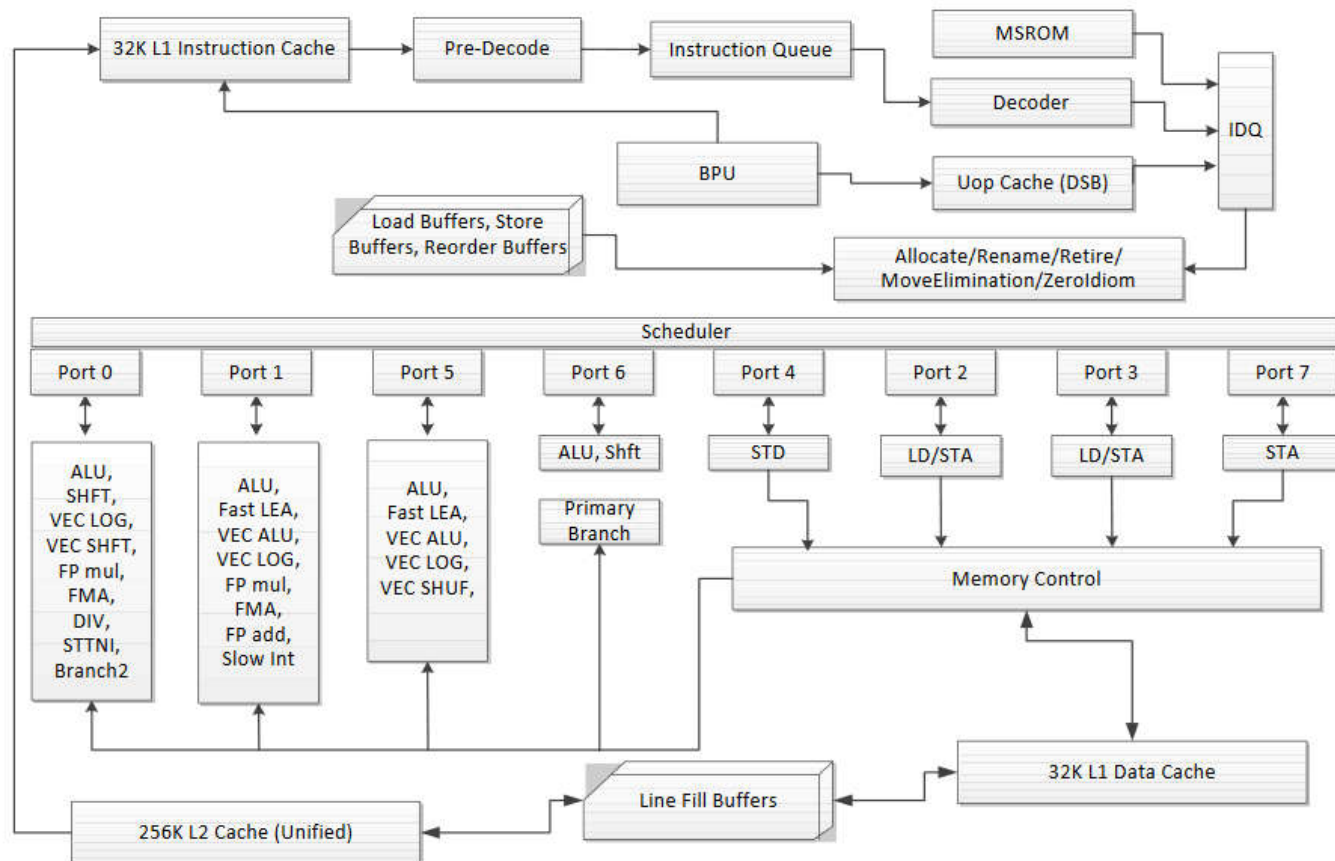 32K L1 Instruction Cache
Pre-Decode
Instruction Queue
MSROM
Decoder
IDQ
BPU
Uop Cache (DSB)
Load Buffers, Store
Buffers, Reorder Buffers
Allocate/Rename/Retire/
MoveElimination/ZeroIdiom
Scheduler
Port 0
Port 1
Port 5
Port 6
Port 4
Port 2
Port 3
Port 7
ALU,
SHFT,
VEC LOG,
VEC SHFT,
FP mul,
FMA,
DIV,
STTNI,
Branch2
ALU,
Fast LEA,
VEC ALU,
VEC LOG,
FP mul,
FMA,
FP add,
Slow Int
ALU,
Fast LEA,
VEC ALU,
VEC LOG,
VEC SHUF,
ALU, Shft
Primary
Branch
STD
LD/STA
LD/STA
STA
Memory Control
32K L1 Data Cache
Line Fill Buffers
256K L2 Cache (Unified)